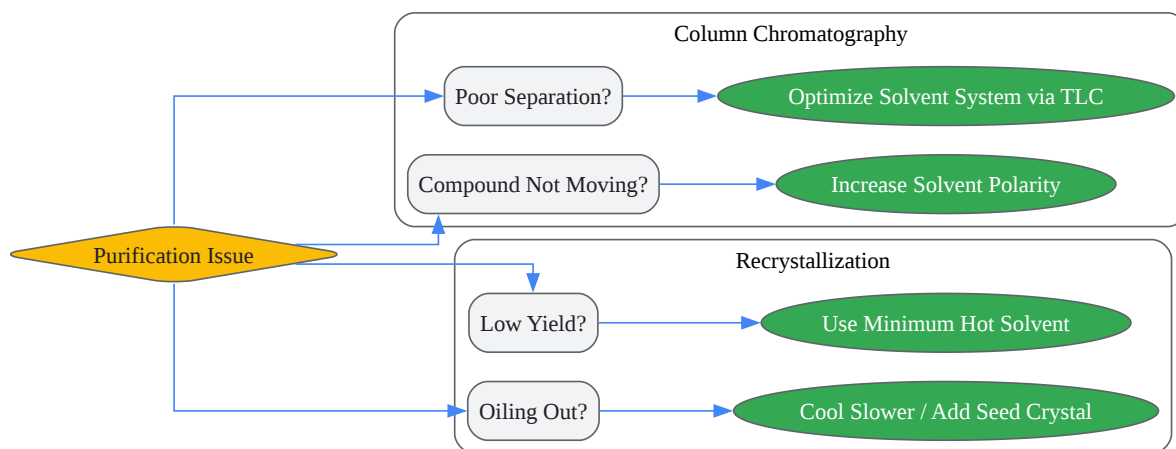 Column Chromatography
Poor Separation?
Optimize Solvent System via TLC
Compound Not Moving?
Increase Solvent Polarity
Purification Issue
Recrystallization
Low Yield?
Use Minimum Hot Solvent
Oiling Out?
Cool Slower / Add Seed Crystal